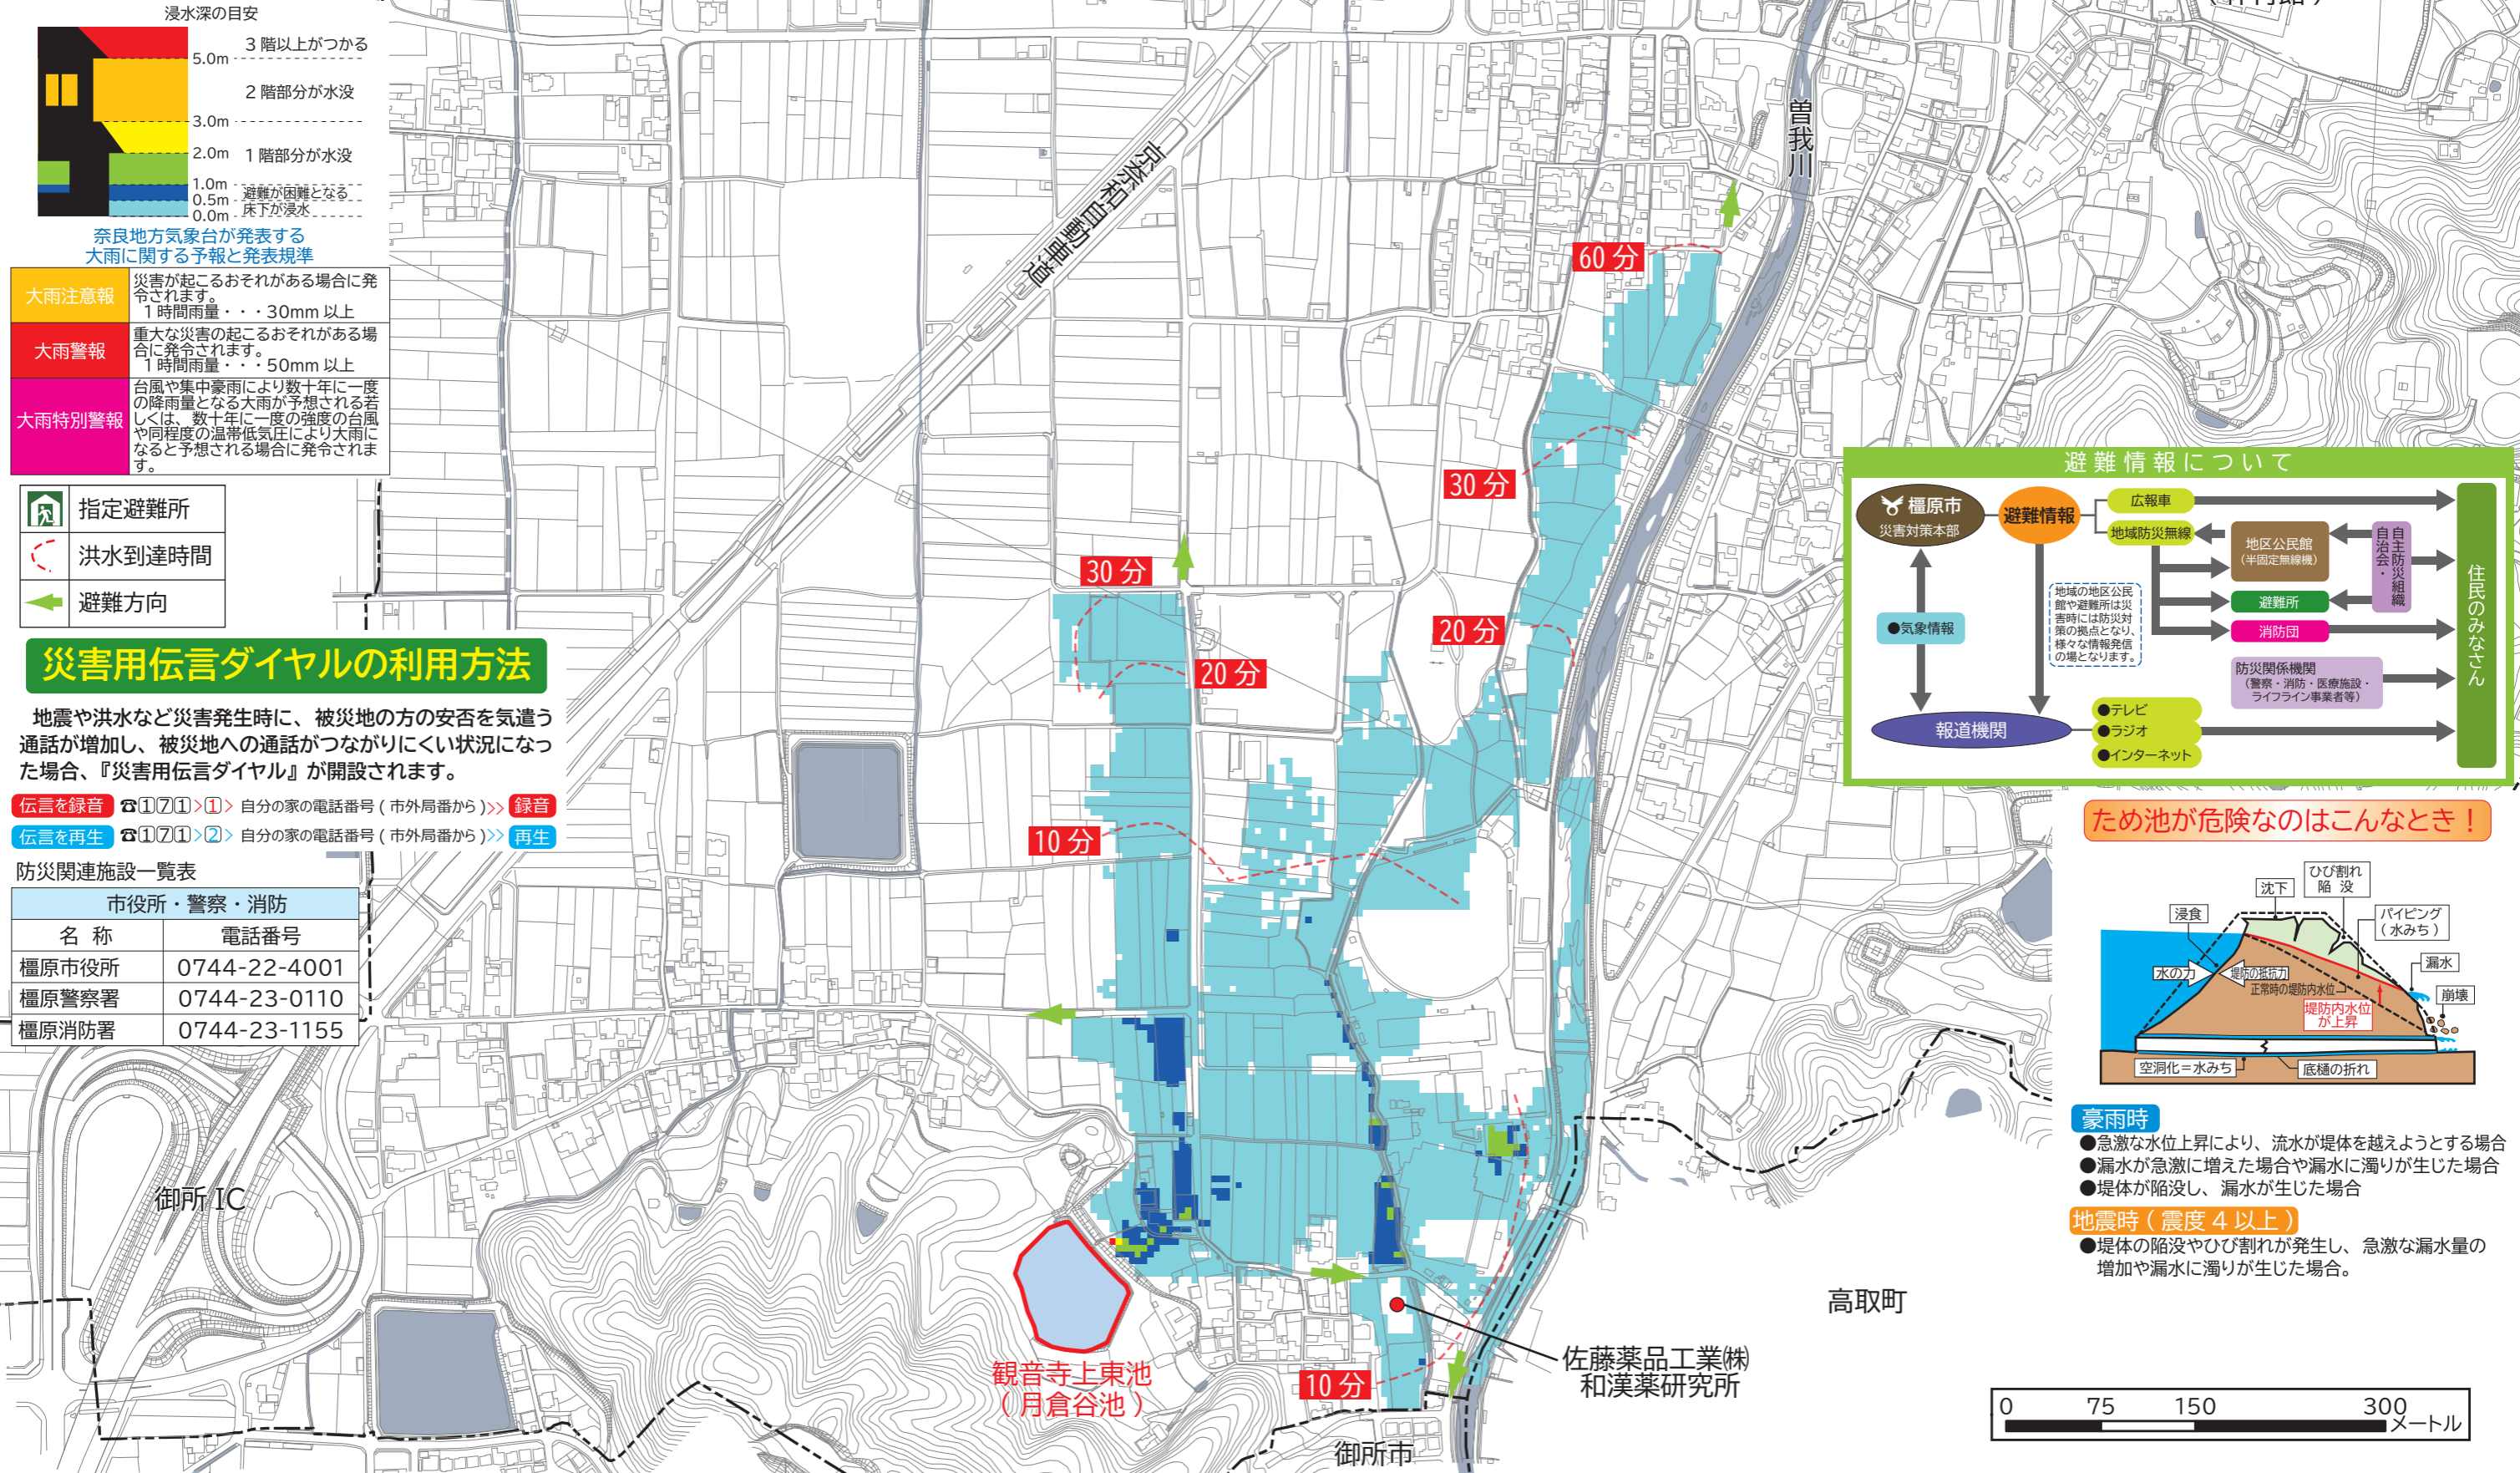 浸水深の目安
3階以上がつかる
5.0m
2階部分が水没
3.0m
2.0m
1階部分が水没
1.0m
避難が困難となる
0.5m
床下が浸水
0.0m
奈良地方気象台が発表する
大雨に関する予報と発表規準
大雨注意報
災害が起こるおそれがある場合に発
令されます。
1時間雨量・・・30mm以上
大雨警報
重大な災害の起こるおそれがある場
合に発令されます。
1時間雨量・・・50mm以上
大雨特別警報
台風や集中豪雨により数十年に一度
の降雨量となる大雨が予想される若
しくは、数十年に一度の強度の台風
や同程度の温帯低気圧により大雨に
なると予想される場合に発令されま
す。
指定避難所
洪水到達時間
避難方向
災害用伝言ダイヤルの利用方法
地震や洪水など災害発生時に、被災地の方の安否を気遣う
通話が増加し、被災地への通話がつながりにくい状況になっ
た場合、『災害用伝言ダイヤル』が開設されます。
伝言を録音 ☎171>1> 自分の家の電話番号(市外局番から)>> 録音
伝言を再生 ☎171>2> 自分の家の電話番号(市外局番から)>> 再生
防災関連施設一覧表
市役所・警察・消防
名 称 電話番号
橿原市役所 0744-22-4001
橿原警察署 0744-23-0110
橿原消防署 0744-23-1155
京奈和自動車道
曽我川
60分
30分
30分
20分
20分
10分
10分
御所IC
観音寺上東池
(月倉谷池)
佐藤薬品工業㈱
和漢薬研究所
高取町
御所市
避難情報について
橿原市
災害対策本部
避難情報
広報車
地域防災無線
地区公民館
(半固定無線機)
自主防災組織
自治会・
避難所
消防団
●気象情報
地域の地区公民
館や避難所は災
害時には防災対
策の拠点となり、
様々な情報発信
の場となります。
防災関係機関
(警察・消防・医療施設・
ライフライン事業者等)
報道機関
●テレビ
●ラジオ
●インターネット
住民のみなさん
ため池が危険なのはこんなとき!
ひび割れ
陥 没
沈下
浸食
パイピング
(水みち)
漏水
水の力
堤防の抵抗力
正常時の堤防内水位
堤防内水位
が上昇
崩壊
空洞化=水みち
底樋の折れ
豪雨時
●急激な水位上昇により、流水が堤体を越えようとする場合
●漏水が急激に増えた場合や漏水に濁りが生じた場合
●堤体が陥没し、漏水が生じた場合
地震時(震度4以上)
●堤体の陥没やひび割れが発生し、急激な漏水量の
増加や漏水に濁りが生じた場合。
0 75 150 300
メートル